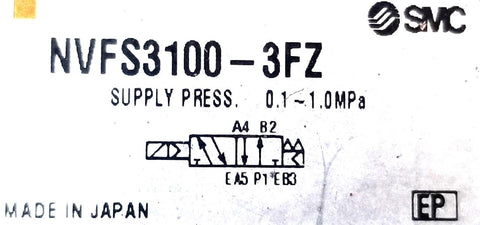 SMC
NVFS3100-3FZ
SUPPLY PRESS. 0.1~1.0MPa
A4 B2
EA5 P1 EB3
MADE IN JAPAN
EP